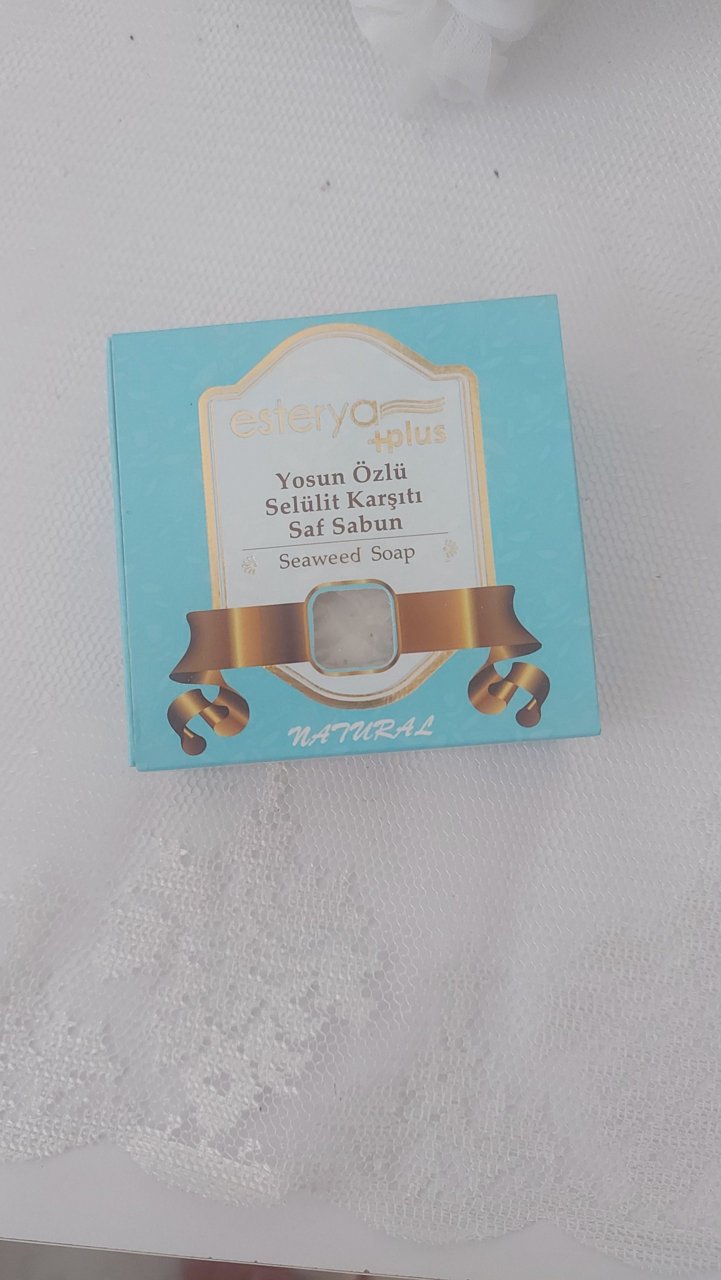 esterya
+plus
Yosun Özlü
Selülit Karşıtı
Saf Sabun
Seaweed Soap
NATURAL